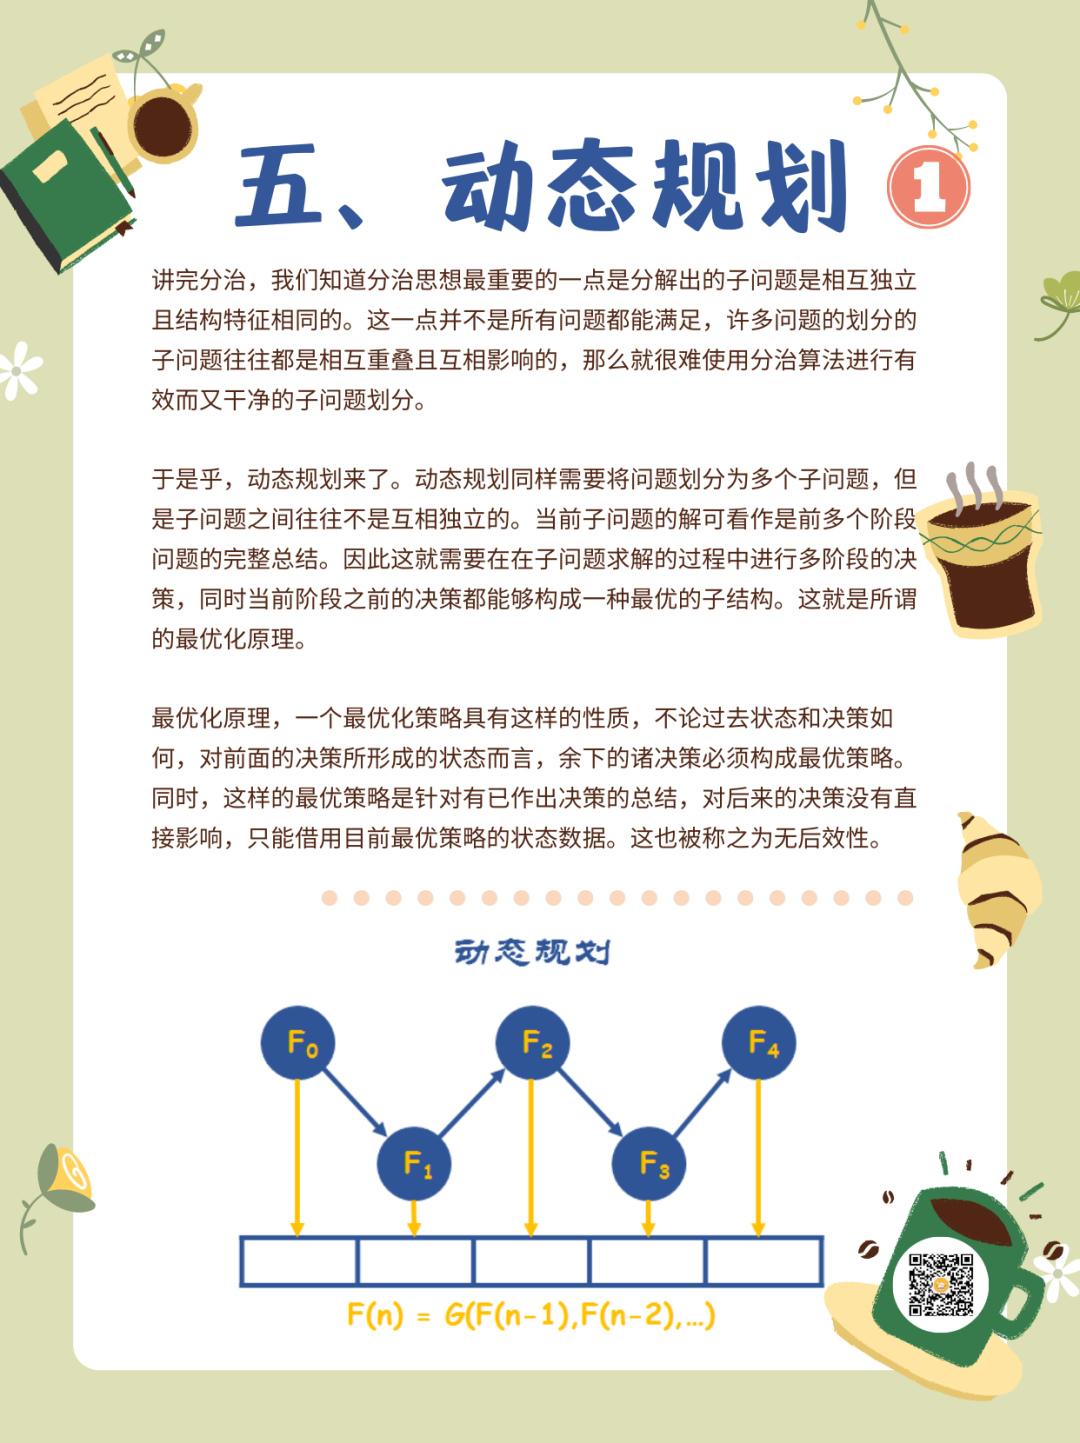 五、动态规划
1
讲完分治，我们知道分治思想最重要的一点是分解出的子问题是相互独立
且结构特征相同的。这一点并不是所有问题都能满足，许多问题的划分的
子问题往往都是相互重叠且互相影响的，那么就很难使用分治算法进行有
效而又干净的子问题划分。
于是乎，动态规划来了。动态规划同样需要将问题划分为多个子问题，但
是子问题之间往往不是互相独立的。当前子问题的解可看作是前多个阶段
问题的完整总结。因此这就需要在在子问题求解的过程中进行多阶段的决
策，同时当前阶段之前的决策都能够构成一种最优的子结构。这就是所谓
的最优化原理。
最优化原理，一个最优化策略具有这样的性质，不论过去状态和决策如
何，对前面的决策所形成的状态而言，余下的诸决策必须构成最优策略。
同时，这样的最优策略是针对有已作出决策的总结，对后来的决策没有直
接影响，只能借用目前最优策略的状态数据。这也被称之为无后效性。
动态规划
F0
F2
F4
F1
F3
F(n) = G(F(n-1),F(n-2),...)